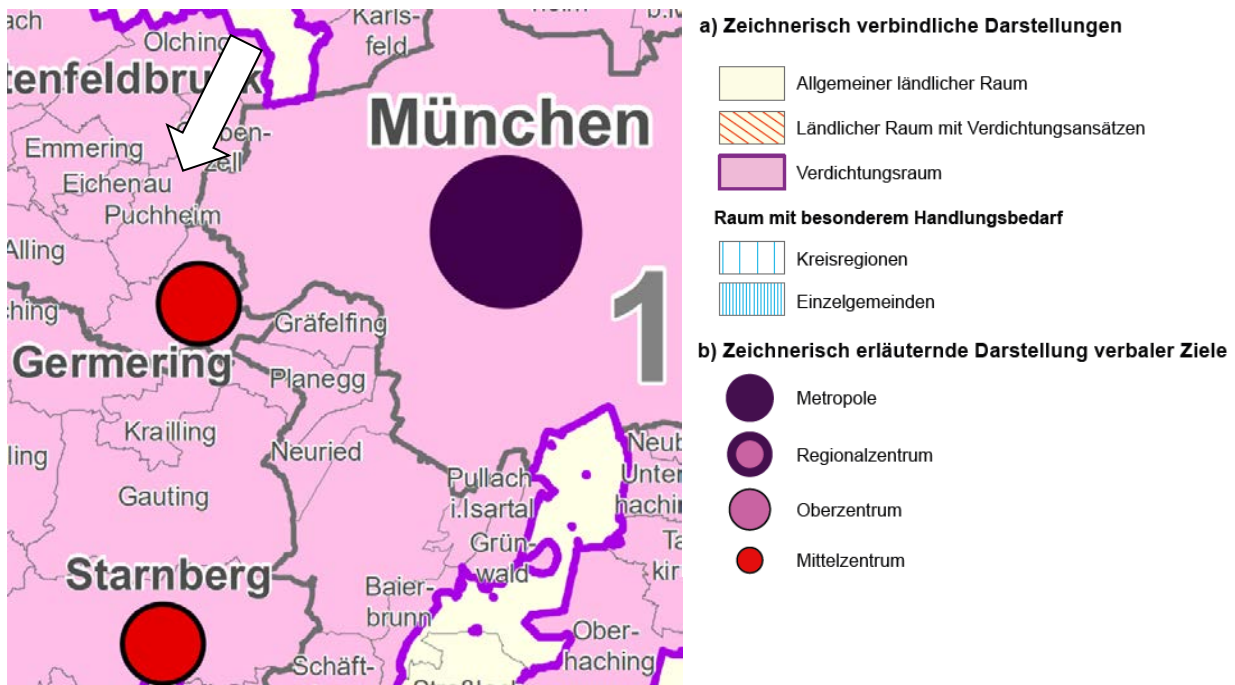 Karls-
feld
Olching
tenfeldbruck
München
Emmering
Eichenau
Puchheim
zell
Alling
1
Gräfelfing
Germering
Planegg
Krailling
Neuried
Gauting
Pullach
i.Isartal
Grün-
wald
Starnberg
Baier-
brunn
Ober-
haching
Schäft-
a) Zeichnerisch verbindliche Darstellungen
Allgemeiner ländlicher Raum
Ländlicher Raum mit Verdichtungsansätzen
Verdichtungsraum
Raum mit besonderem Handlungsbedarf
Kreisregionen
Einzelgemeinden
b) Zeichnerisch erläuternde Darstellung verbaler Ziele
Metropole
Regionalzentrum
Oberzentrum
Mittelzentrum